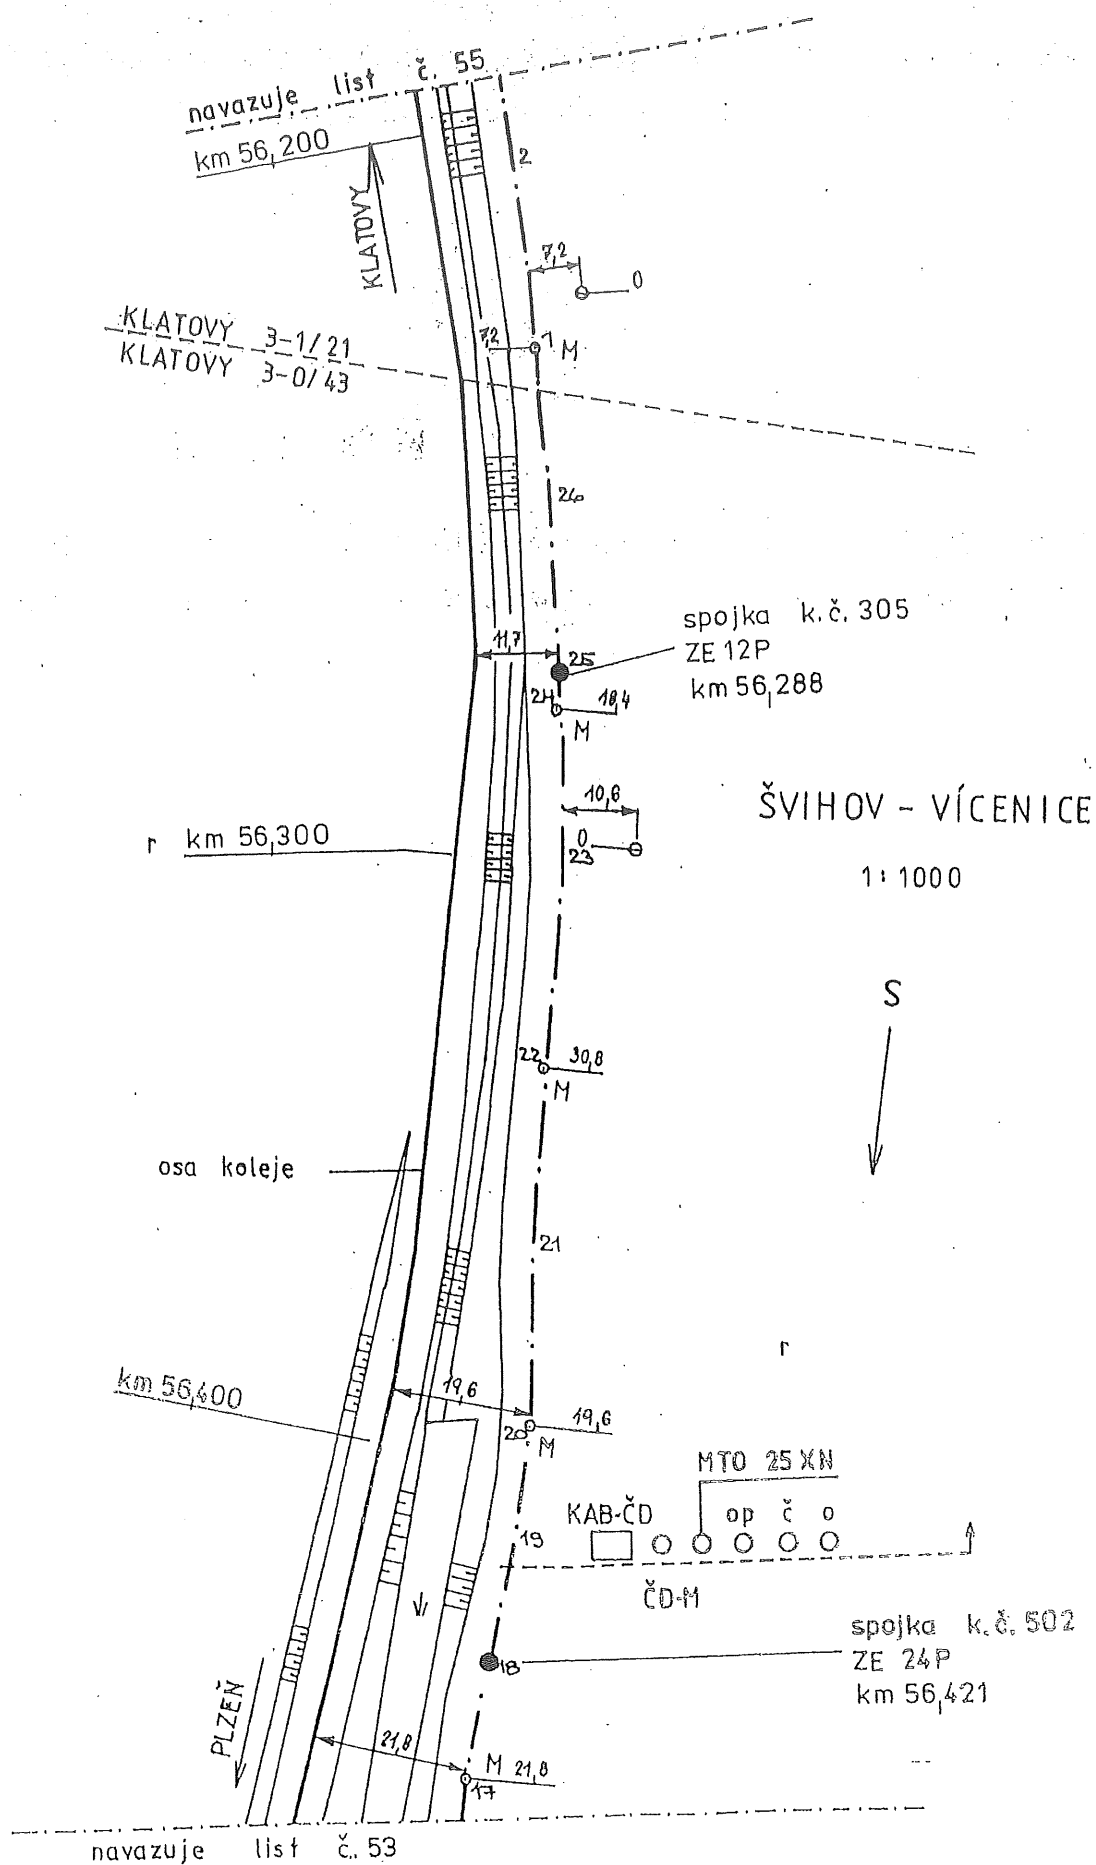 navazuje list č. 55
km 56,200
KLATOVY
2
7,2
0
KLATOVY 3-1/21
KLATOVY 3-0/43
7,2
1
M
26
11,7
25
spojka k.č. 305
ZE 12P
km 56,288
24
18,4
M
10,6
ŠVIHOV - VÍCENICE
r km 56,300
0
23
1:1000
S
22
30,8
M
osa koleje
21
r
km 56,400
19,6
19,6
20
M
MTO 25 XN
KAB-ČD
op č o
19
ČD-M
spojka k.č. 502
ZE 24P
km 56,421
18
PLZEŇ
21,8
M 21,8
17
navazuje list č. 53